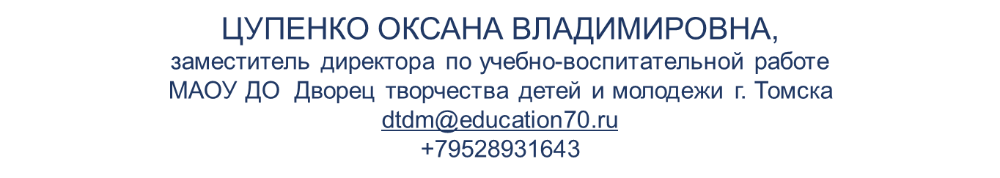 ЦУПЕНКО ОКСАНА ВЛАДИМИРОВНА,
заместитель директора по учебно-воспитательной работе
МАОУ ДО Дворец творчества детей и молодежи г. Томска
dtdm@education70.ru
+79528931643